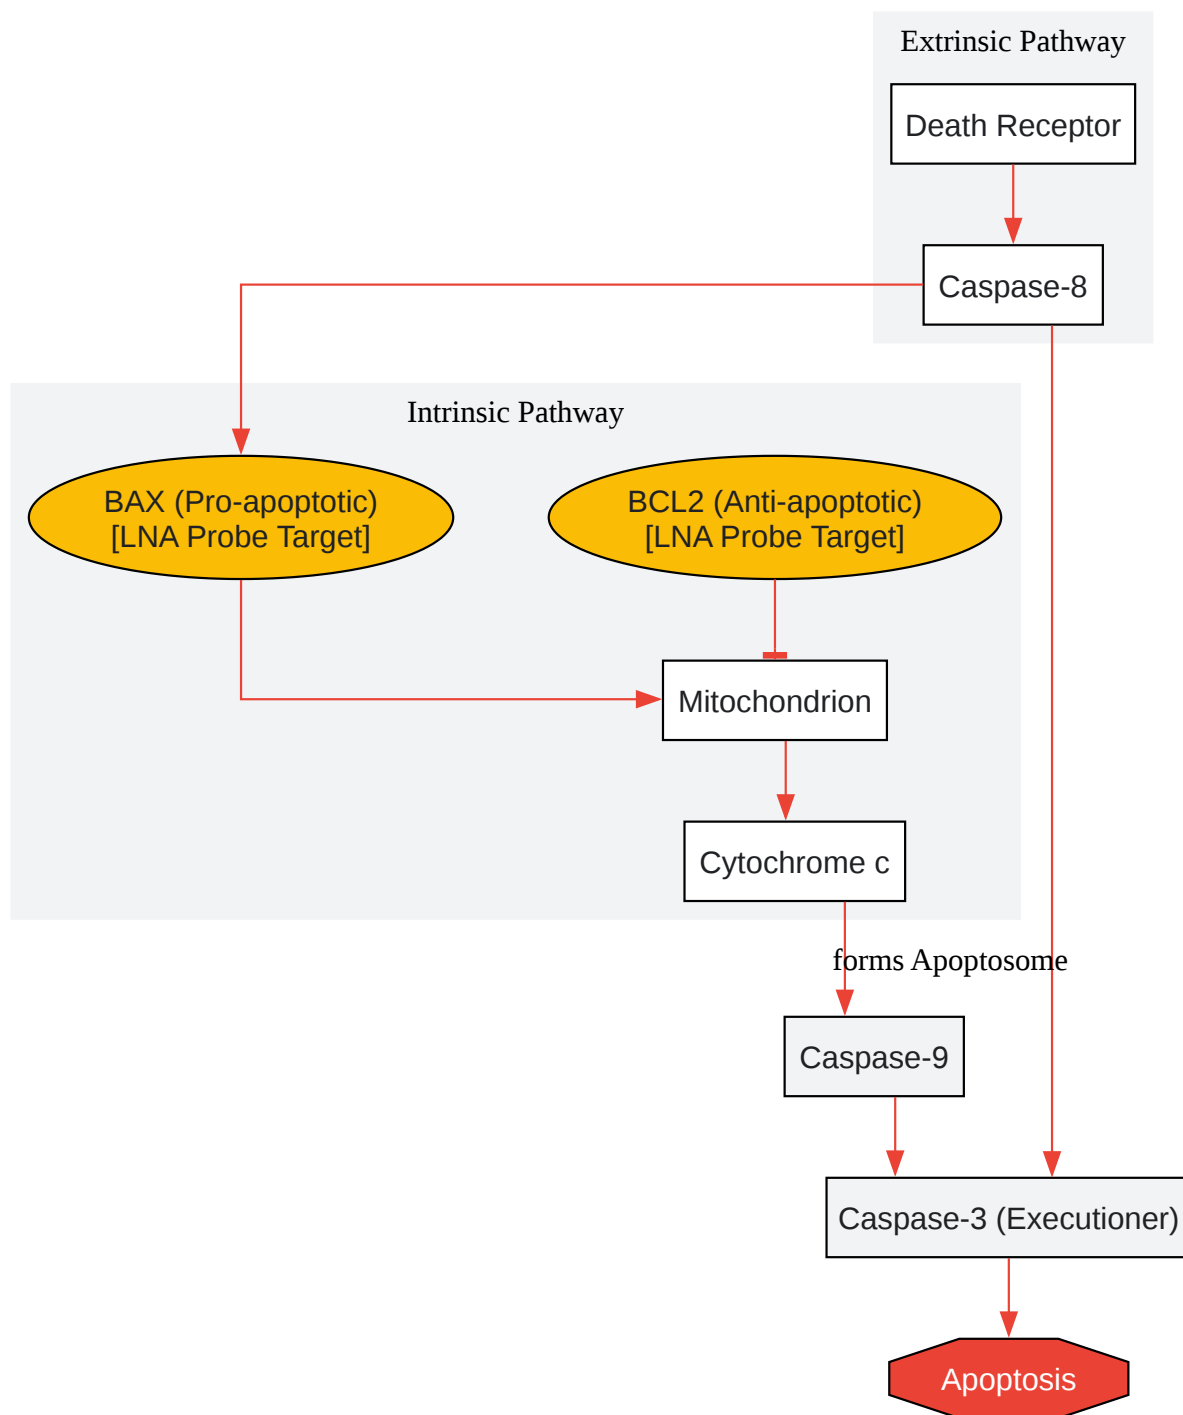 Extrinsic Pathway
Death Receptor
Caspase-8
Intrinsic Pathway
BAX (Pro-apoptotic)
[LNA Probe Target]
BCL2 (Anti-apoptotic)
[LNA Probe Target]
Mitochondrion
Cytochrome c
forms Apoptosome
Caspase-9
Caspase-3 (Executioner)
Apoptosis